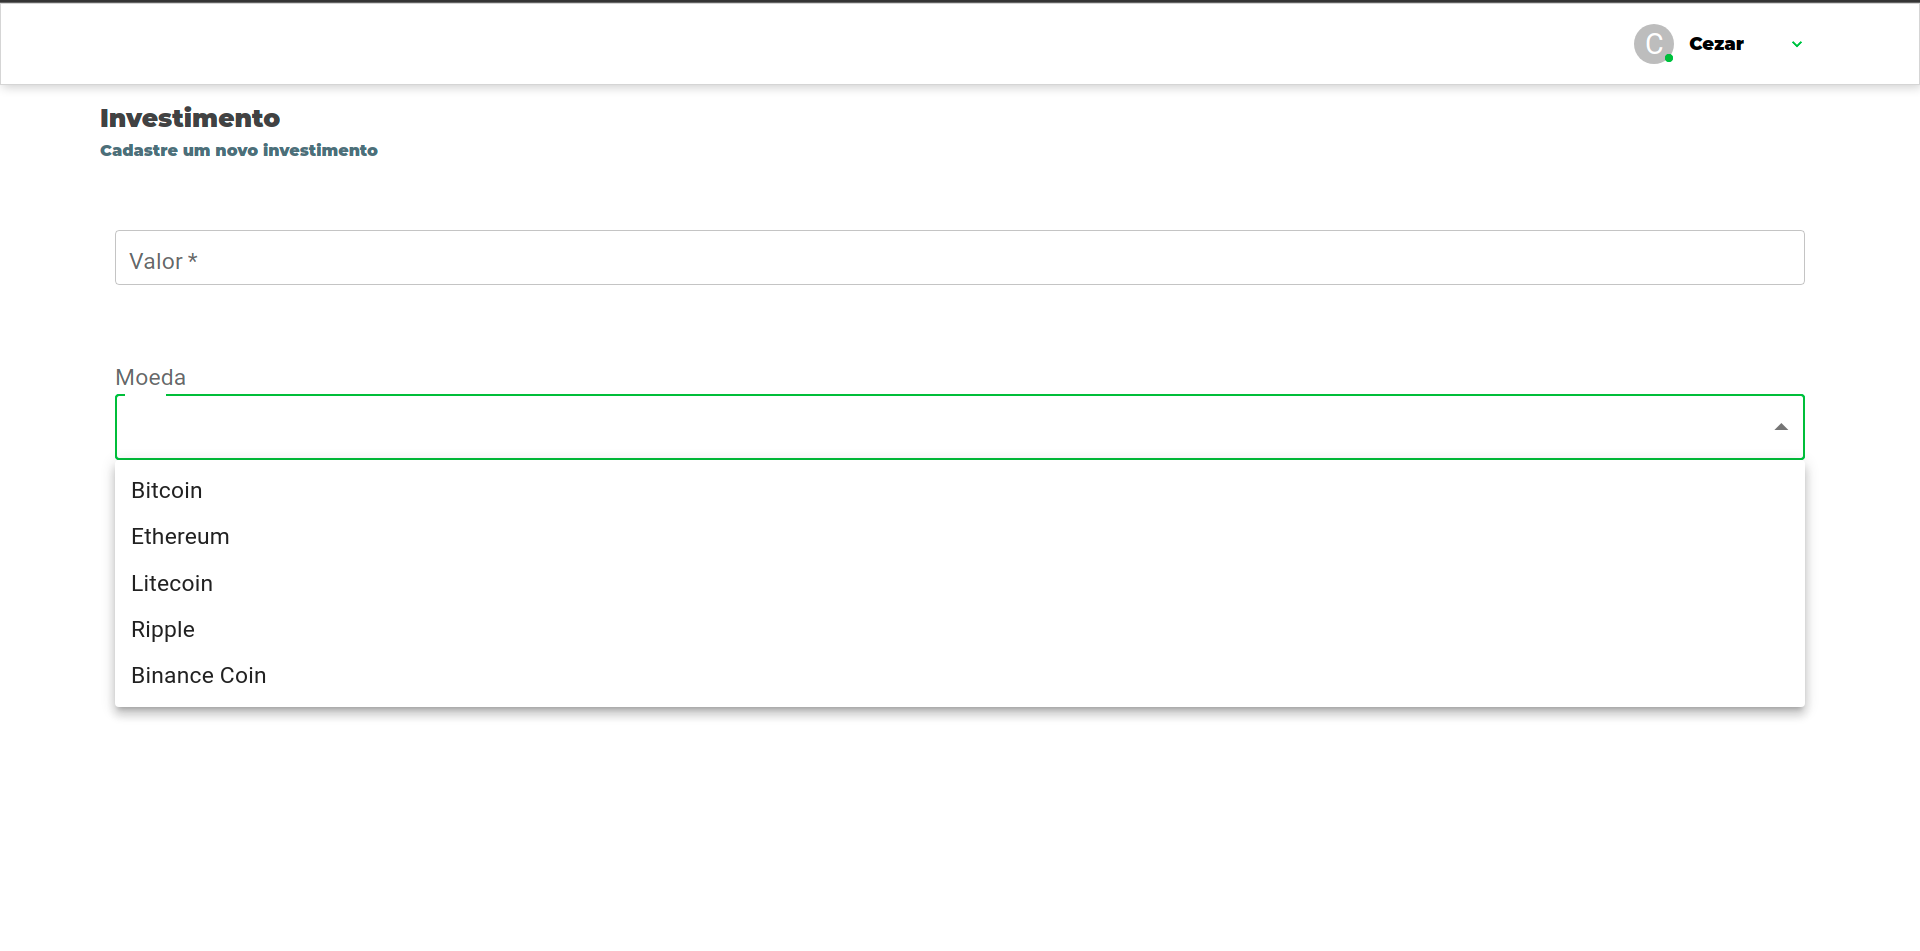 C
Cezar
Investimento
Cadastre um novo investimento
Valor *
Moeda
Bitcoin
Ethereum
Litecoin
Ripple
Binance Coin